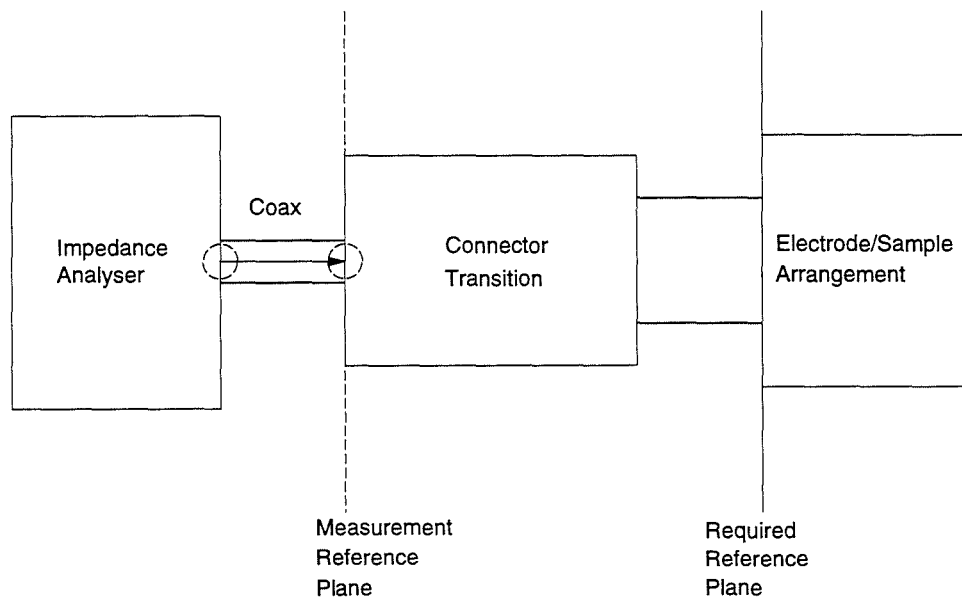 Coax
Impedance
Analyser
Connector
Transition
Electrode/Sample
Arrangement
Measurement
Reference
Plane
Required
Reference
Plane